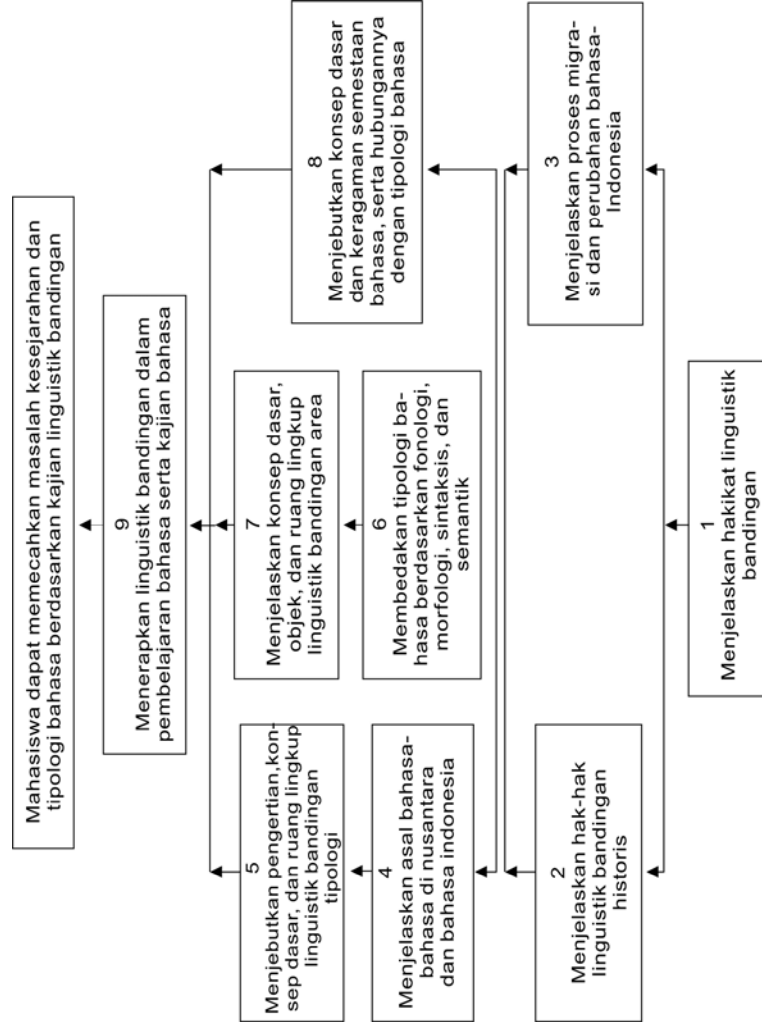 Mahasiswa dapat memecahkan masalah kesejarahan dan
tipologi bahasa berdasarkan kajian linguistik bandingan
9
Menerapkan linguistik bandingan dalam
pembelajaran bahasa serta kajian bahasa
5
Menjebutkan pengertian,kon-
sep dasar, dan ruang lingkup
linguistik bandingan
tipologi
7
Menjelaskan konsep dasar,
objek, dan ruang lingkup
linguistik bandingan area
8
Menjebutkan konsep dasar
dan keragaman semestaan
bahasa, serta hubungannya
dengan tipologi bahasa
4
Menjelaskan asal bahasa-
bahasa di nusantara
dan bahasa indonesia
6
Membedakan tipologi ba-
hasa berdasarkan fonologi,
morfologi, sintaksis, dan
semantik
2
Menjelaskan hak-hak
linguistik bandingan
historis
3
Menjelaskan proses migra-
si dan perubahan bahasa-
Indonesia
1
Menjelaskan hakikat linguistik
bandingan